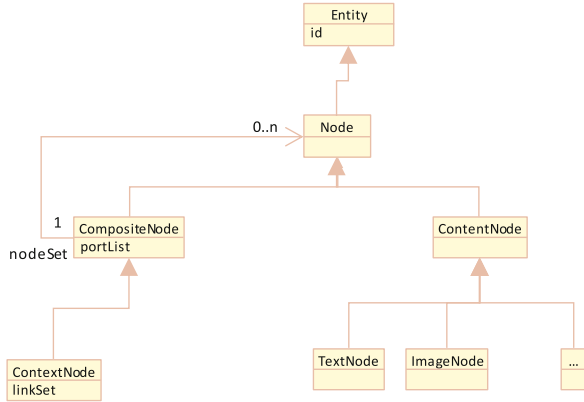 Entity
id
Node
0..n
1
nodeSet
CompositeNode
portList
ContentNode
ContextNode
linkSet
TextNode
ImageNode
...